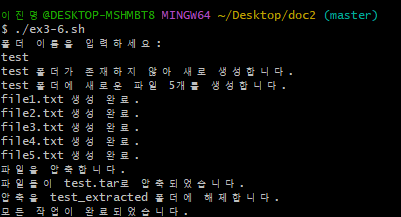 이진명@DESKTOP-MSHMBT8 MINGW64 ~/Desktop/doc2 (master)
$ ./ex3-6.sh
폴더 이름을 입력하세요:
test
test 폴더가 존재하지 않아 새로 생성합니다.
test 폴더에 새로운 파일 5개를 생성합니다.
file1.txt 생성 완료.
file2.txt 생성 완료.
file3.txt 생성 완료.
file4.txt 생성 완료.
file5.txt 생성 완료.
파일을 압축합니다.
파일들이 test.tar로 압축되었습니다.
압축을 test_extracted 폴더에 해제합니다.
모든 작업이 완료되었습니다.